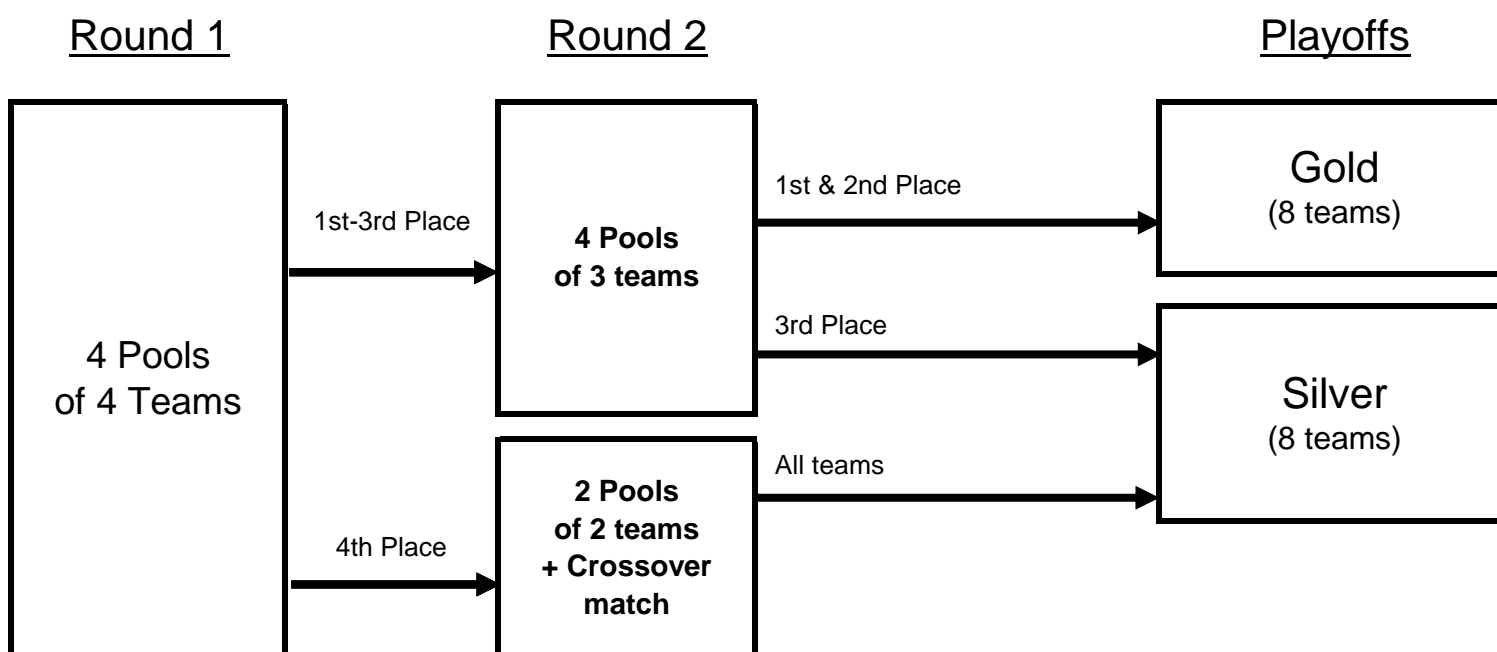 Round 1
Round 2
Playoffs
4 Pools
of 4 Teams
1st-3rd Place
4th Place
4 Pools
of 3 teams
2 Pools
of 2 teams
+ Crossover
match
1st & 2nd Place
3rd Place
All teams
Gold
(8 teams)
Silver
(8 teams)